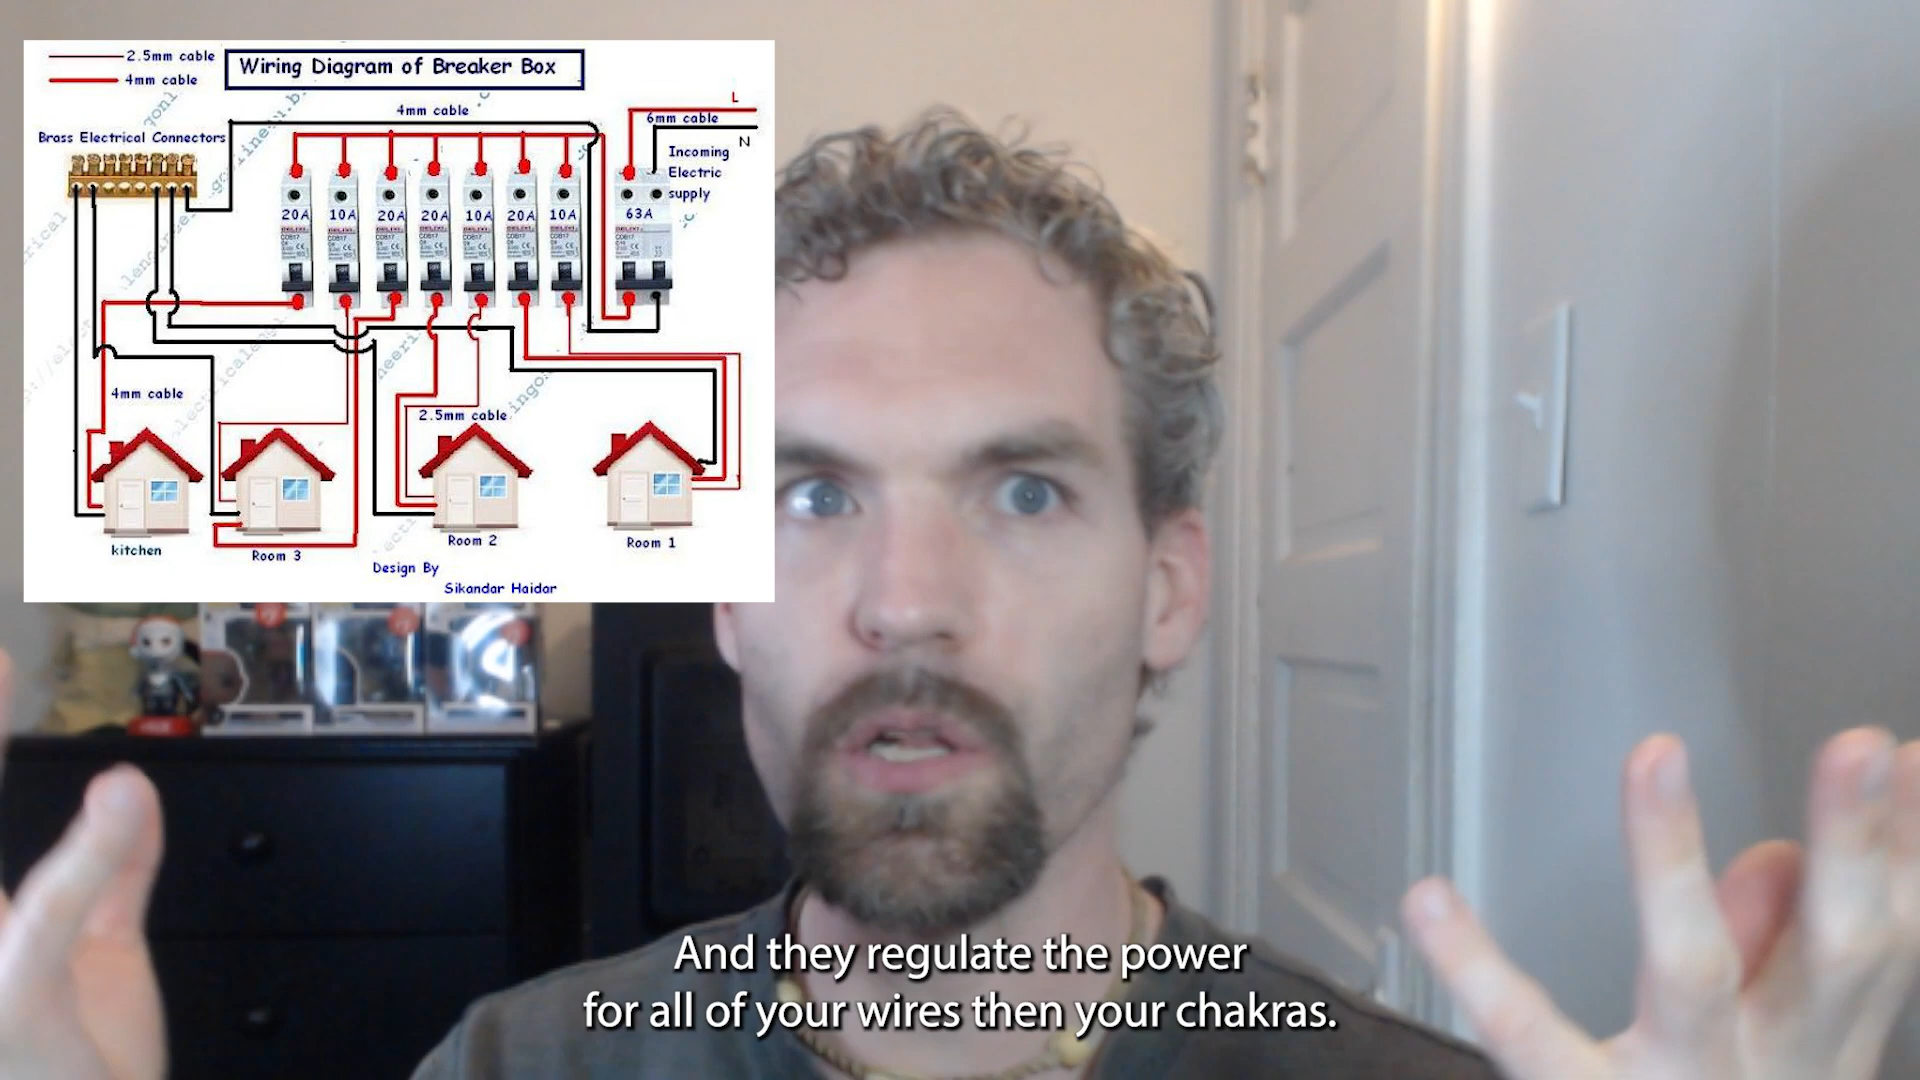 2.5mm cable
4mm cable
Wiring Diagram of Breaker Box
4mm cable
L
6mm cable
N
Brass Electrical Connectors
Incoming
Electric
supply
20A 10A 20A 20A 10A 20A 10A 63A
4mm cable
2.5mm cable
kitchen
Room 3
Room 2
Room 1
Design By
Sikandar Haidar
And they regulate the power
for all of your wires then your chakras.